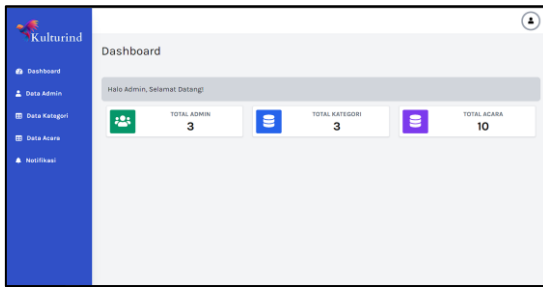 Kulturind
Dashboard
Dashboard
Data Admin
Halo Admin, Selamat Datang!
Data Kategori
TOTAL ADMIN
3
TOTAL KATEGORI
3
TOTAL ACARA
10
Data Acara
Notifikasi